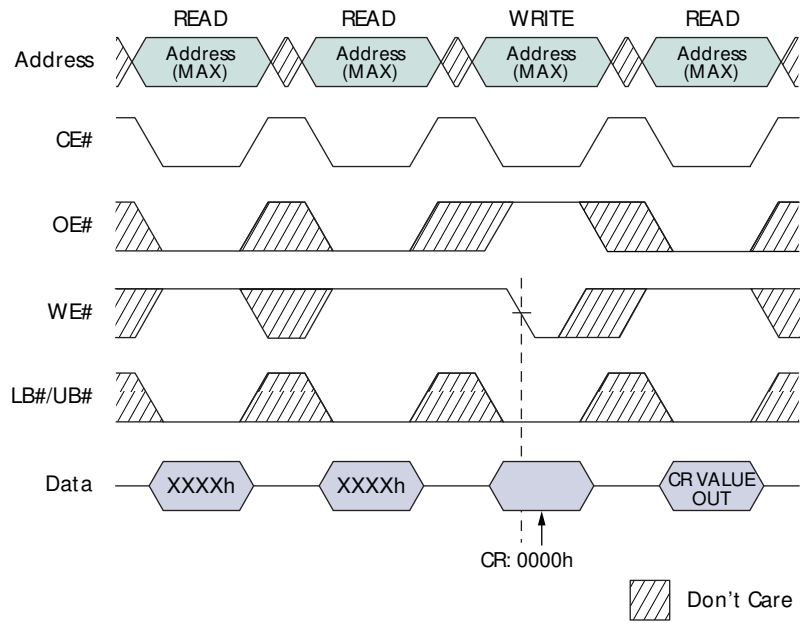 READ READ WRITE READ
Address
Address
(MAX)
Address
(MAX)
Address
(MAX)
Address
(MAX)
CE#
OE#
WE#
LB#/UB#
Data
XXXXh
XXXXh
CR VALUE
OUT
CR: 0000h
Don't Care